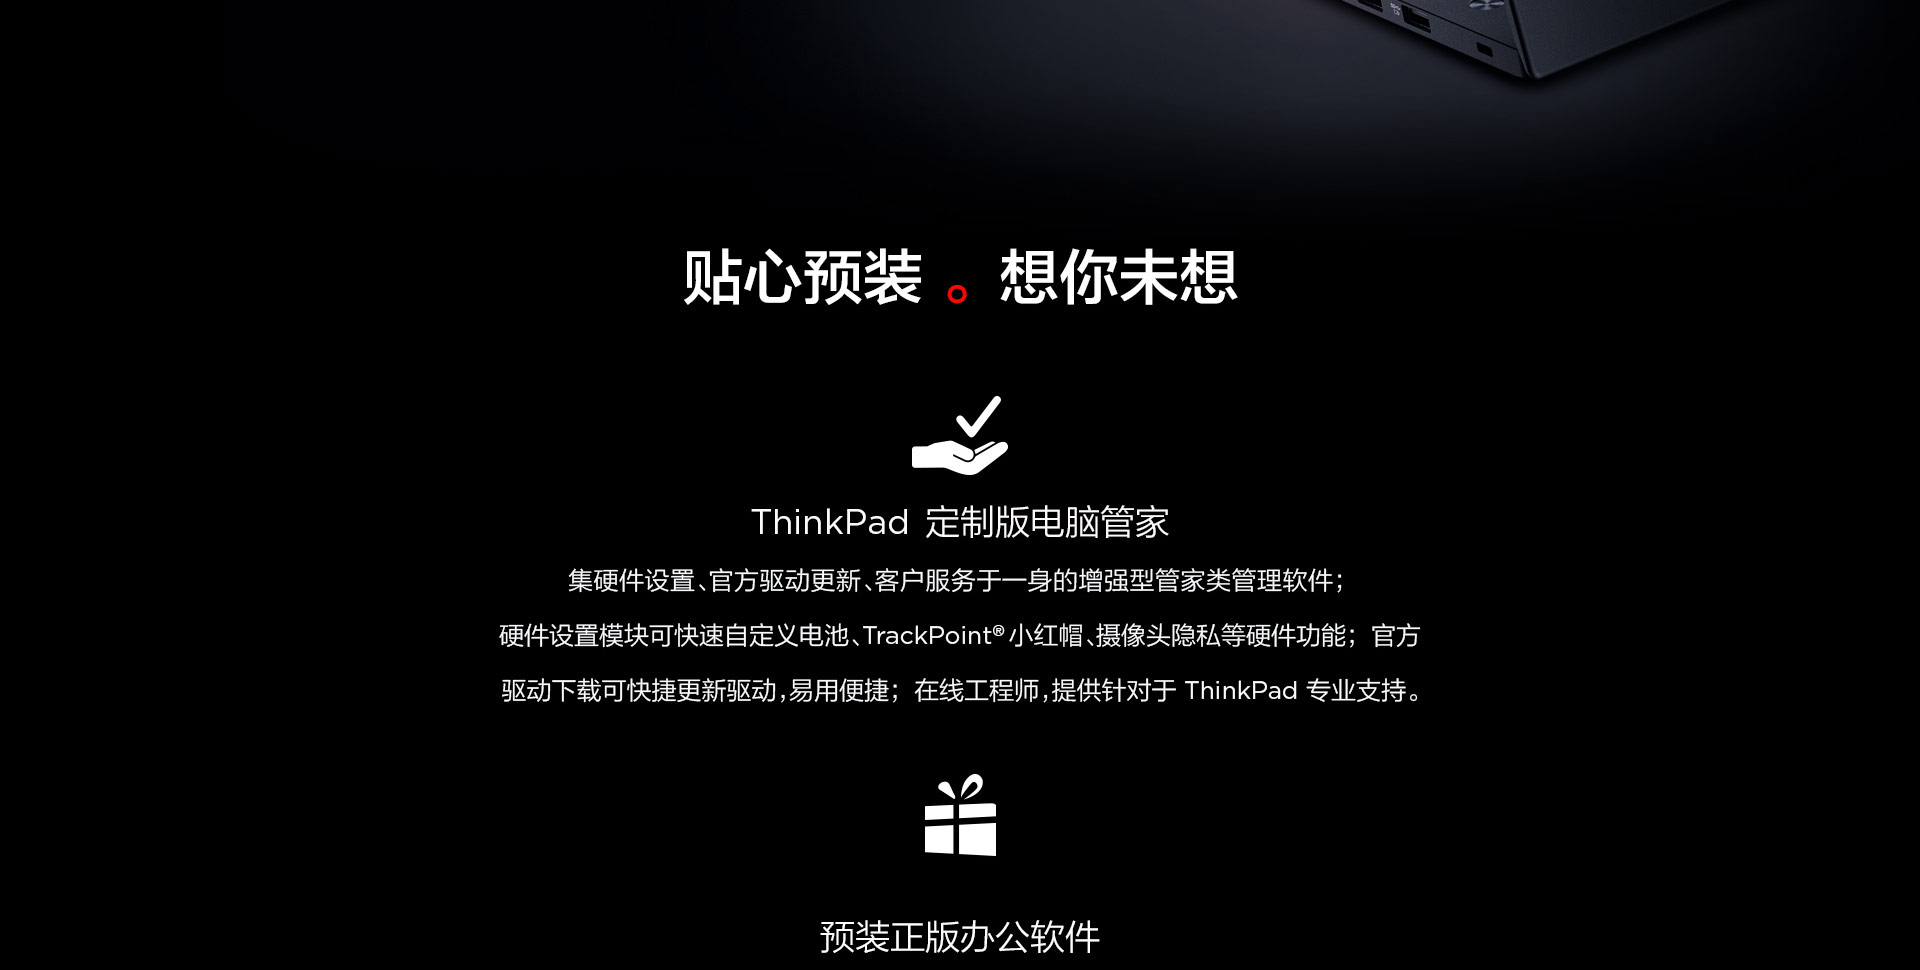 贴心预装。想你未想
ThinkPad 定制版电脑管家
集硬件设置、官方驱动更新、客户服务于一身的增强型管家类管理软件；
硬件设置模块可快速自定义电池、TrackPoint®小红帽、摄像头隐私等硬件功能；官方
驱动下载可快捷更新驱动，易用便捷；在线工程师，提供针对于 ThinkPad 专业支持。
预装正版办公软件